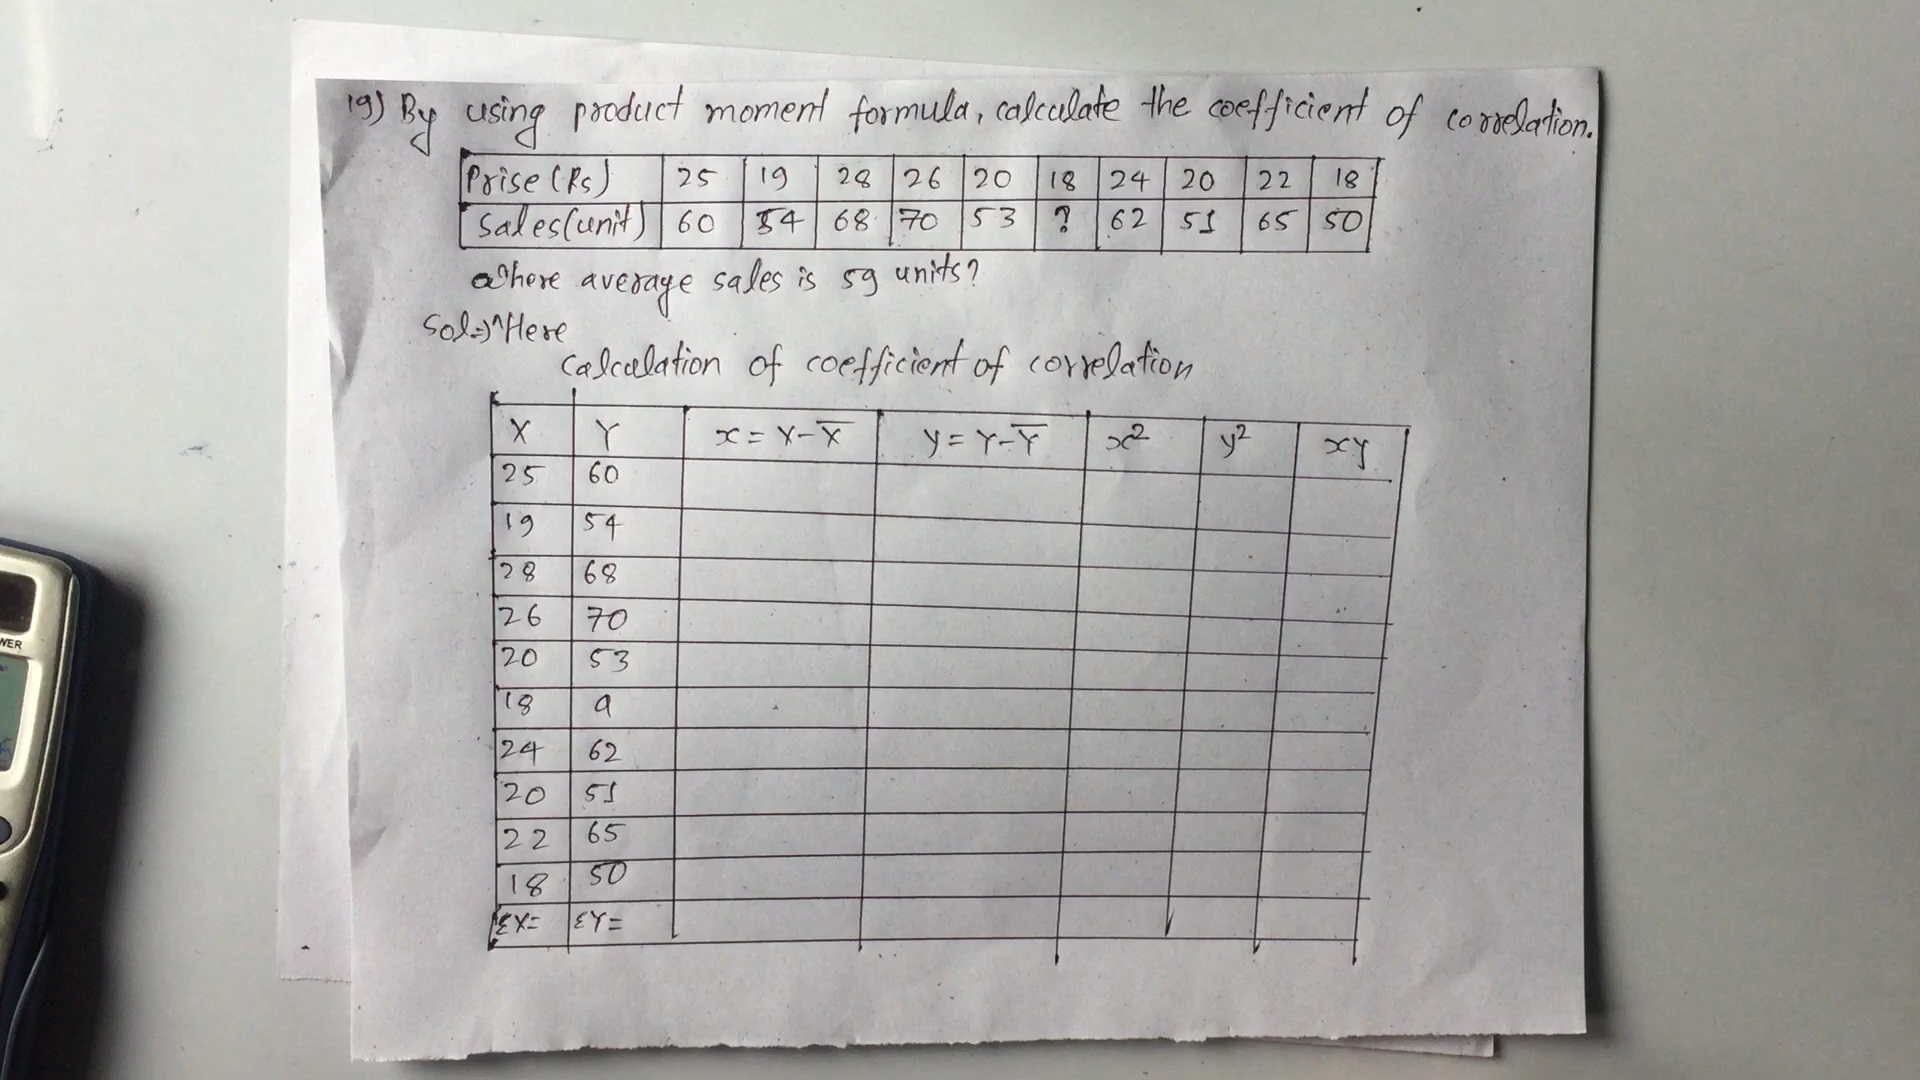 19) By using product moment formula, calculate the coefficient of correlation.
Prise (Rs) 25 19 28 26 20 18 24 20 22 18
Sales(unit) 60 54 68 70 53 ? 62 51 65 50
where average sales is 59 units?
Sol=)^n Here
calculation of coefficient of correlation
X Y x = X-X̅ y = Y-Y̅ x² y² xy
25 60
19 54
28 68
26 70
20 53
18 a
24 62
20 51
22 65
18 50
ΣX= ΣY=